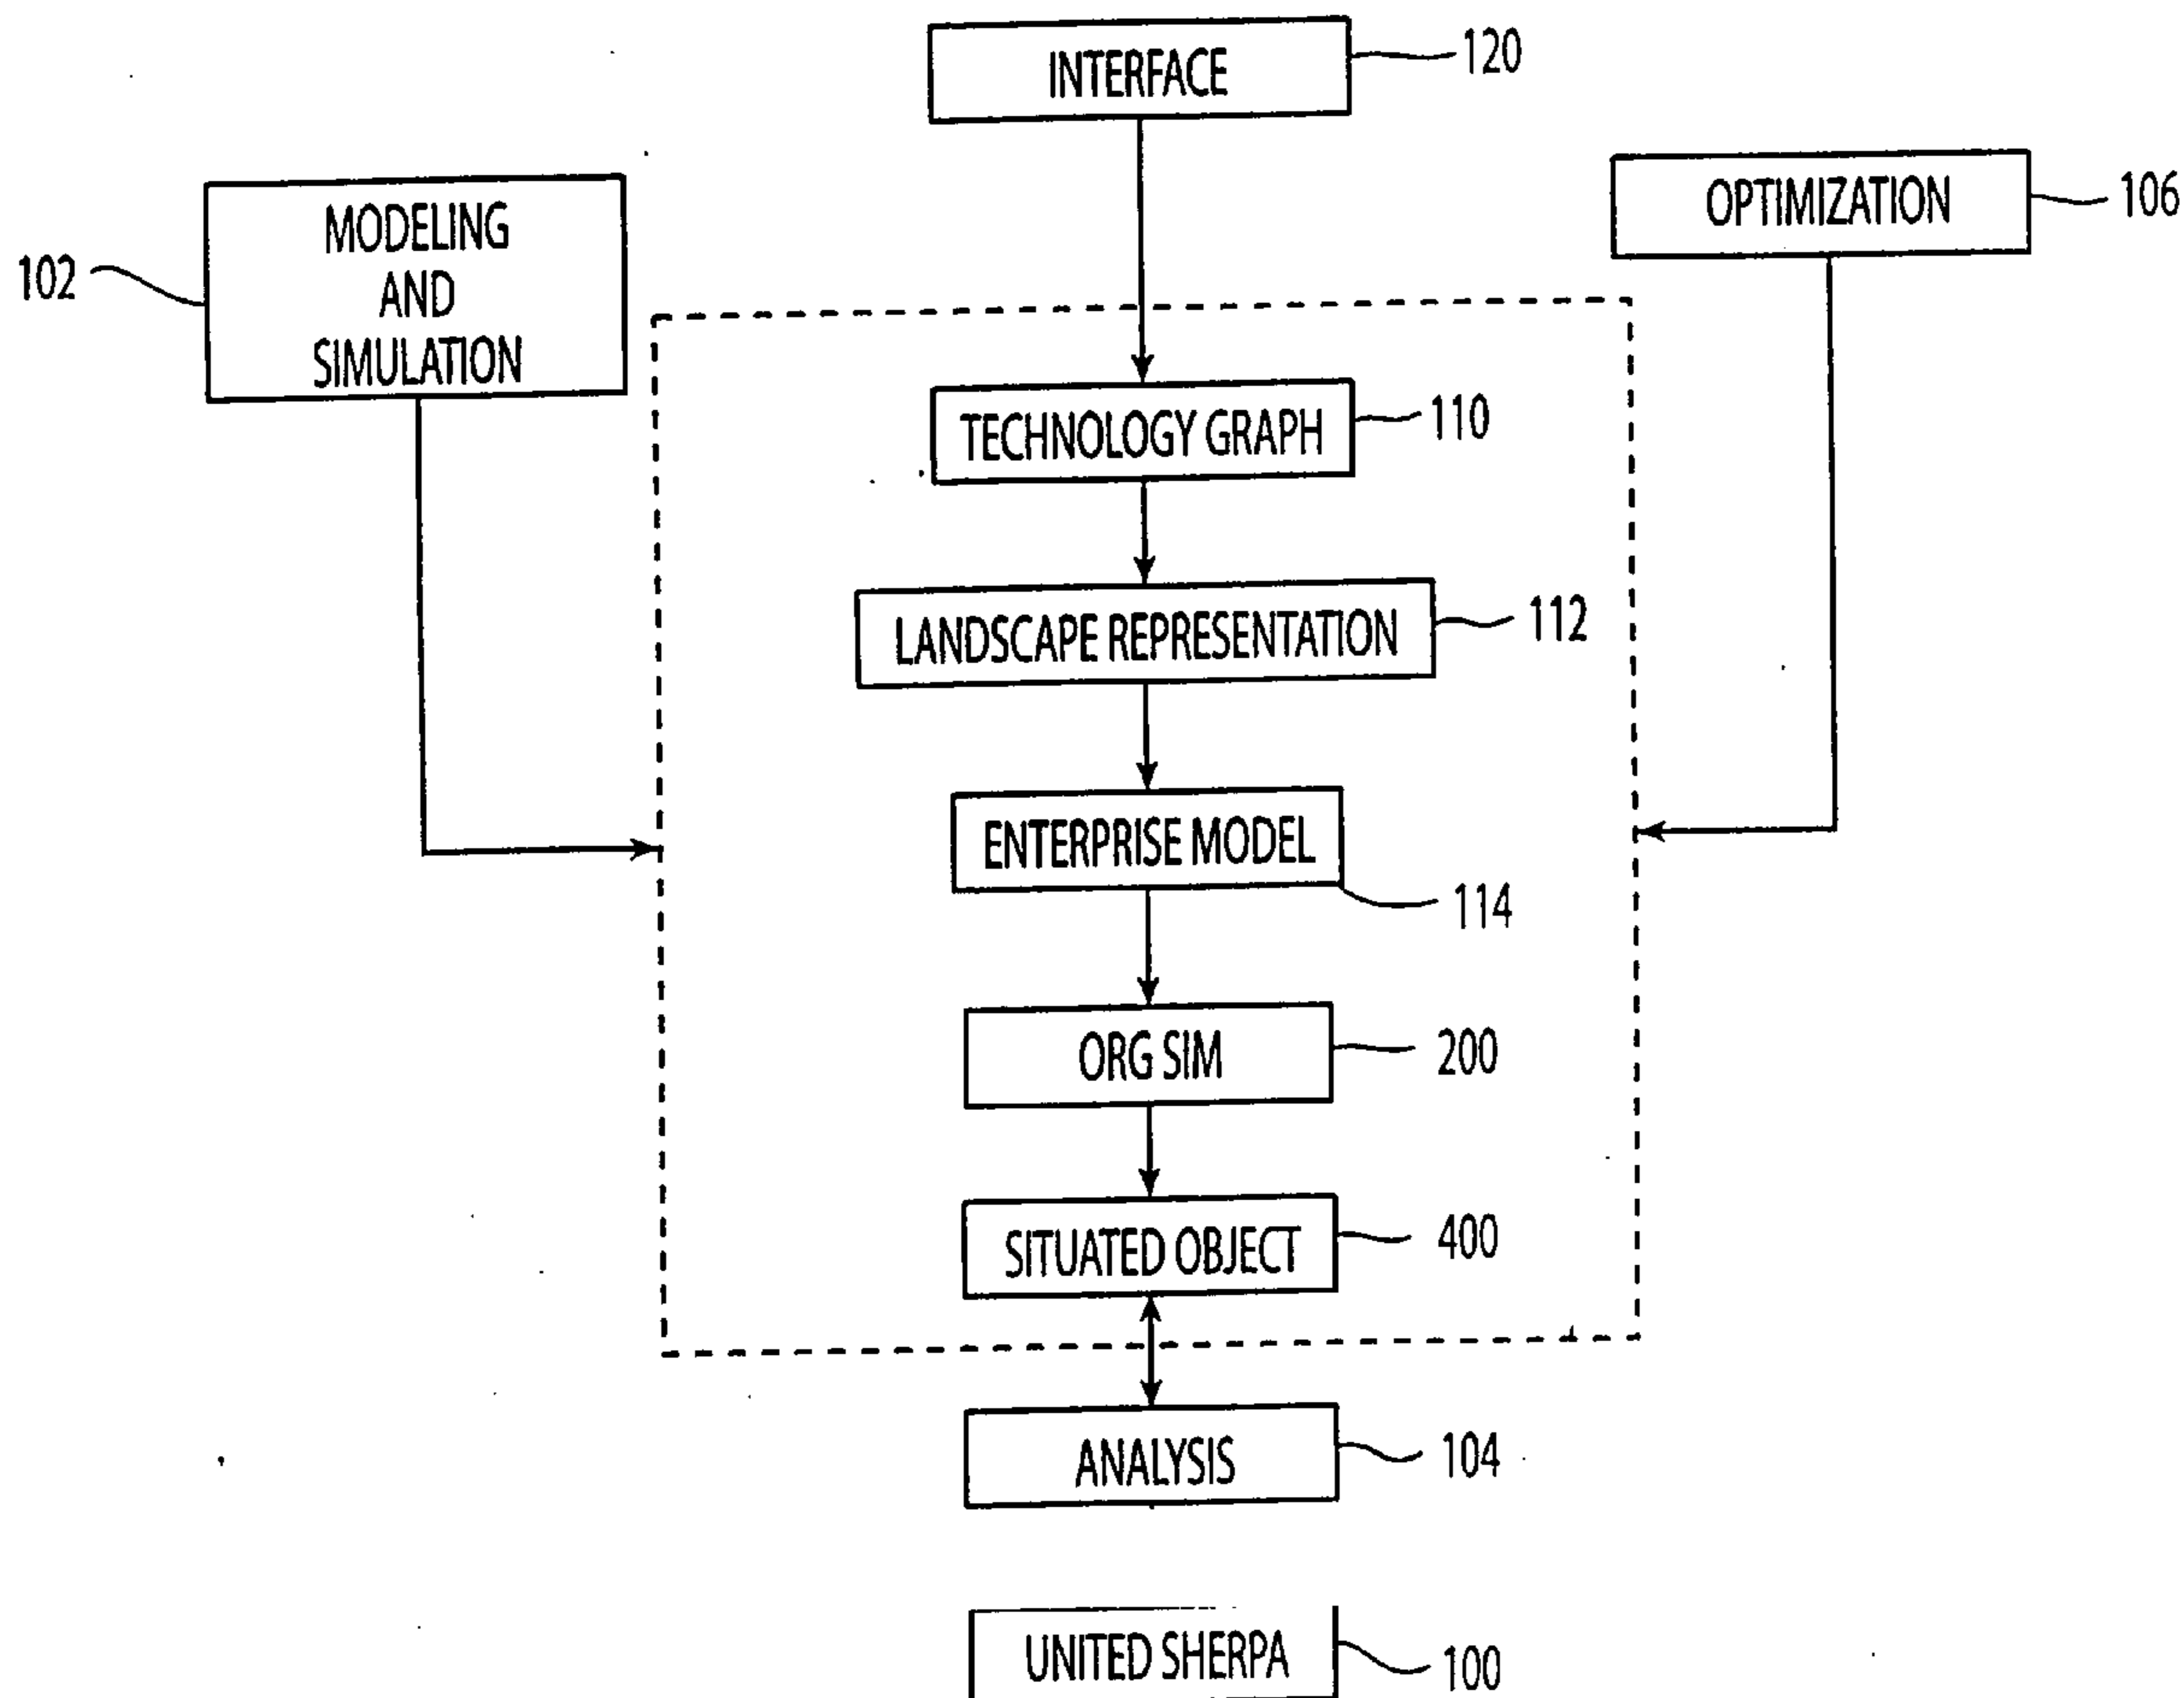 INTERFACE
120
MODELING
AND
SIMULATION
102
OPTIMIZATION
106
TECHNOLOGY GRAPH
110
LANDSCAPE REPRESENTATION
112
ENTERPRISE MODEL
114
ORG SIM
200
SITUATED OBJECT
400
ANALYSIS
104
UNITED SHERPA
100